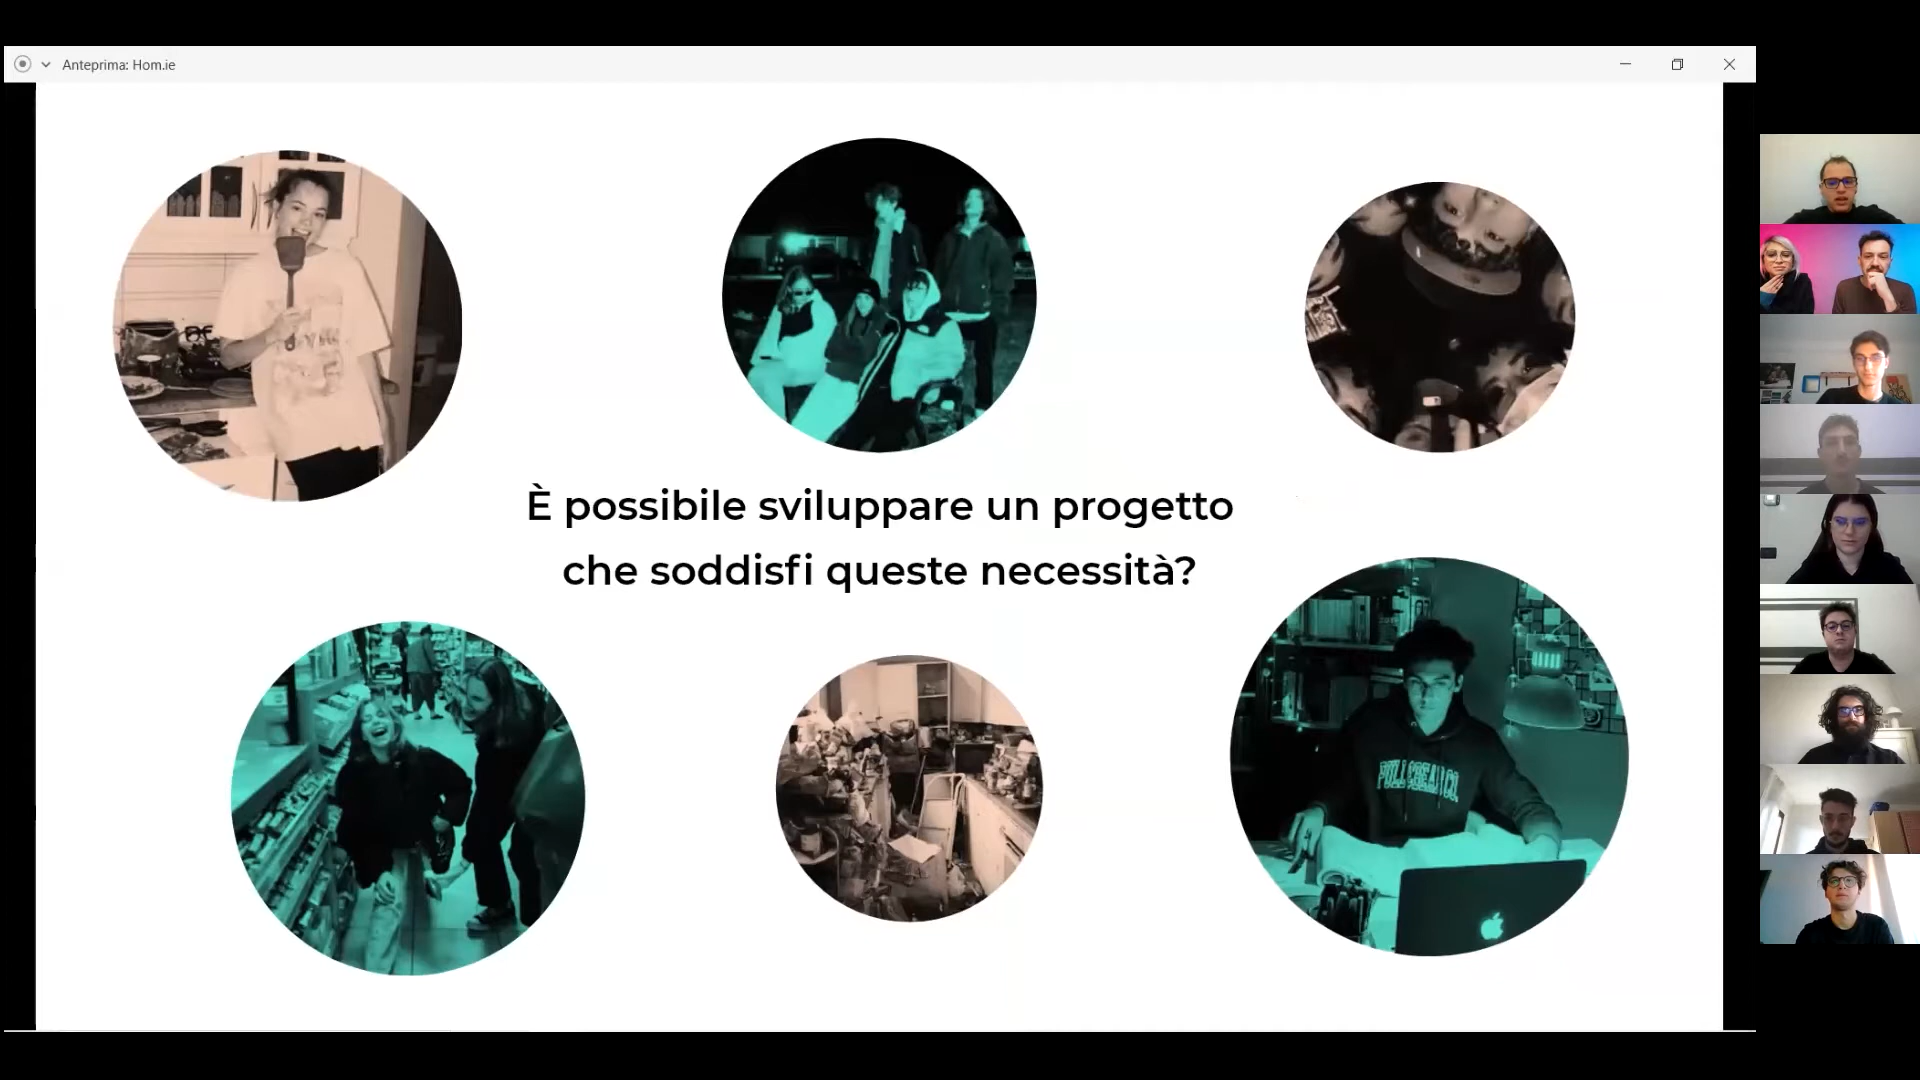 Anteprima: Hom.ie
È possibile sviluppare un progetto
che soddisfi queste necessità?